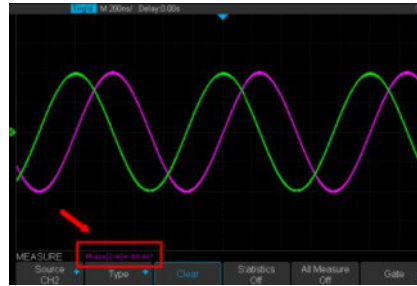 M 200ns/ Delay:0.00s
MEASURE
Source
CH2
Type
Clear
Statistics
Off
All Measure
Off
Gate